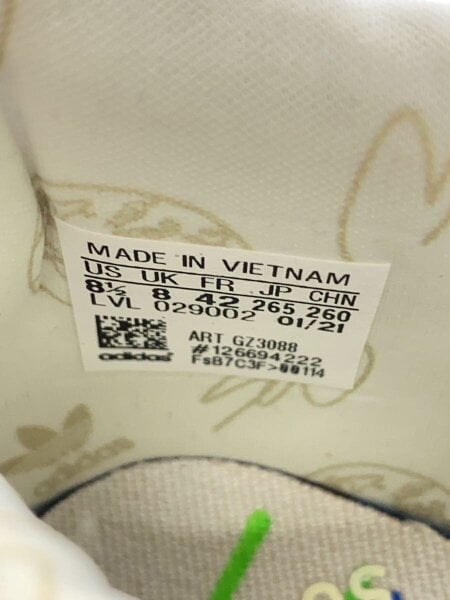 MADE IN VIETNAM
US UK FR JP CHN
8½ 8 42 265 260
LVL 029002 01/21
ART GZ3088
#126694222
adidas FsB7C3F>00114
adidas